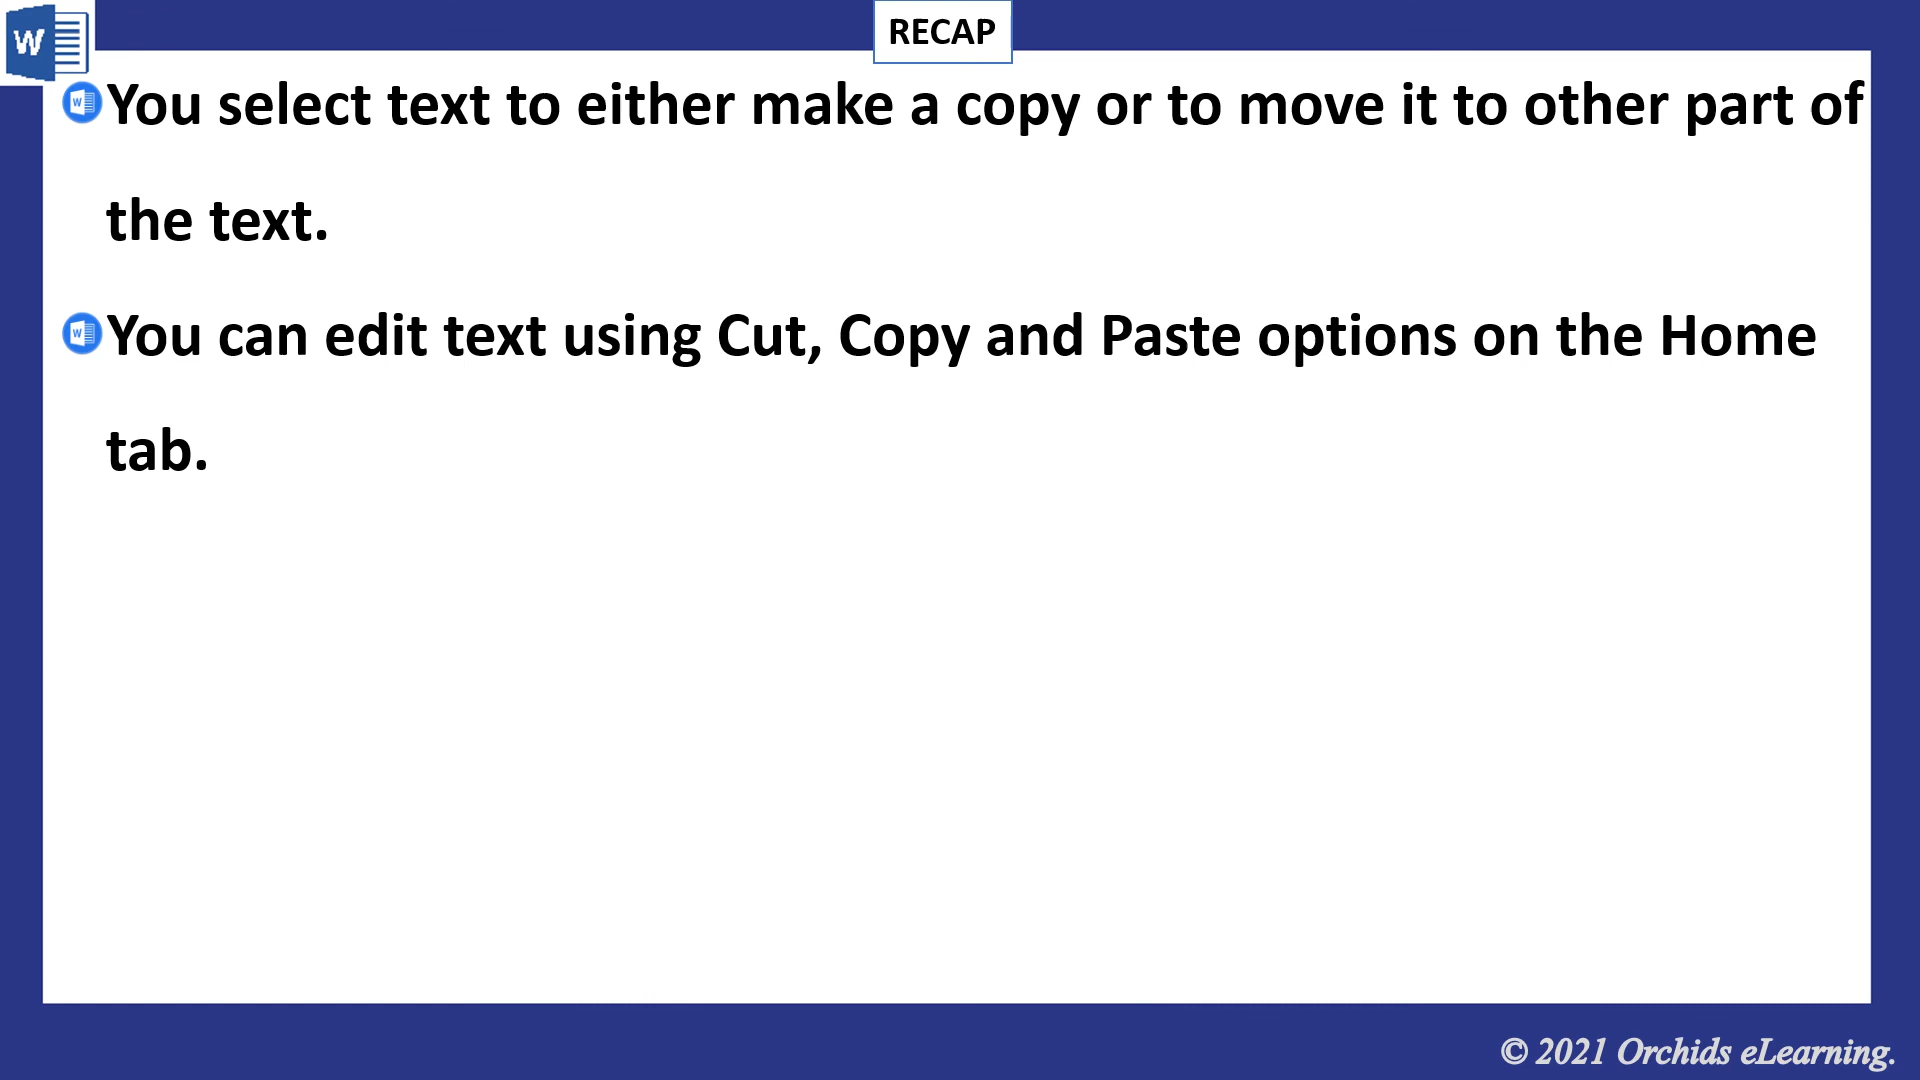 W
RECAP
You select text to either make a copy or to move it to other part of
the text.
You can edit text using Cut, Copy and Paste options on the Home
tab.
© 2021 Orchids eLearning.